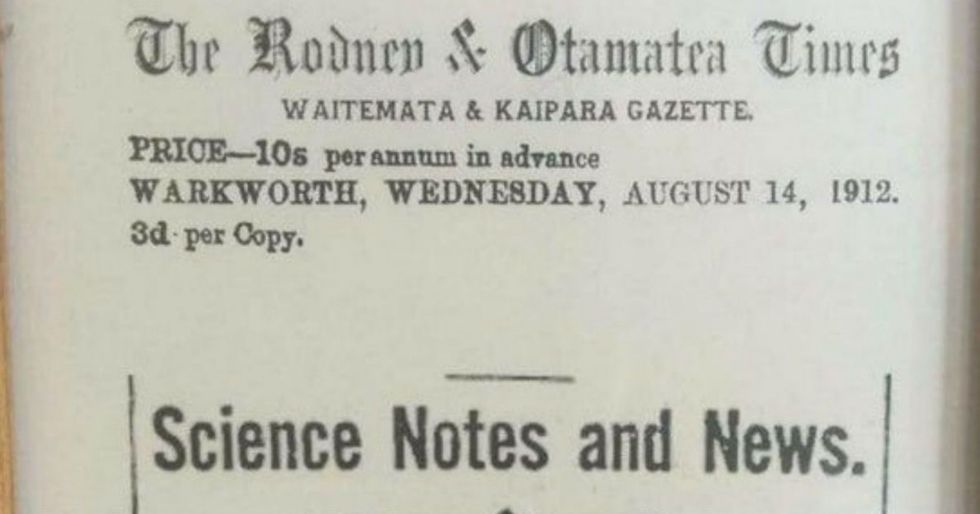 The Rodney & Otamatea Times
WAITEMATA & KAIPARA GAZETTE.
PRICE—10s per annum in advance
WARKWORTH, WEDNESDAY, AUGUST 14, 1912.
3d per Copy.
Science Notes and News.